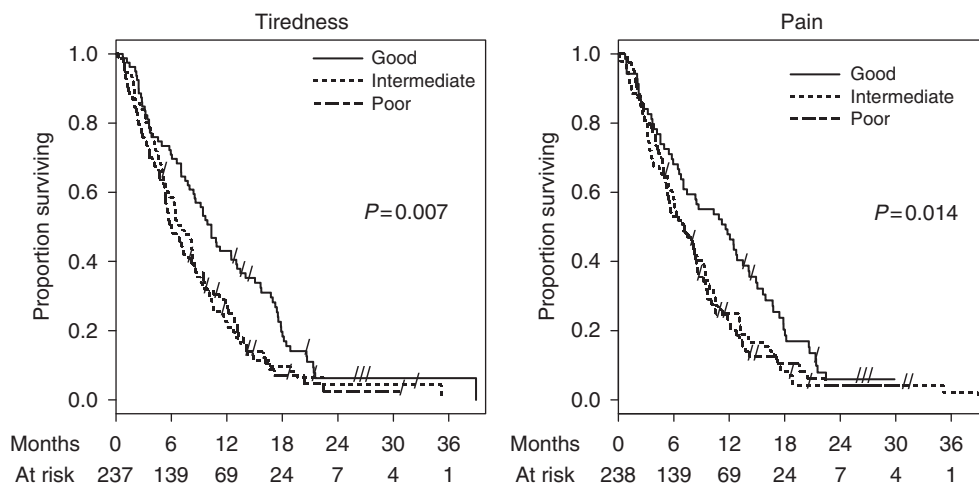 Tiredness
Proportion surviving
1.0
0.8
0.6
0.4
0.2
0.0
Good
Intermediate
Poor
P=0.007
Months 0 6 12 18 24 30 36
At risk 237 139 69 24 7 4 1
Pain
Proportion surviving
1.0
0.8
0.6
0.4
0.2
0.0
Good
Intermediate
Poor
P=0.014
Months 0 6 12 18 24 30 36
At risk 238 139 69 24 7 4 1